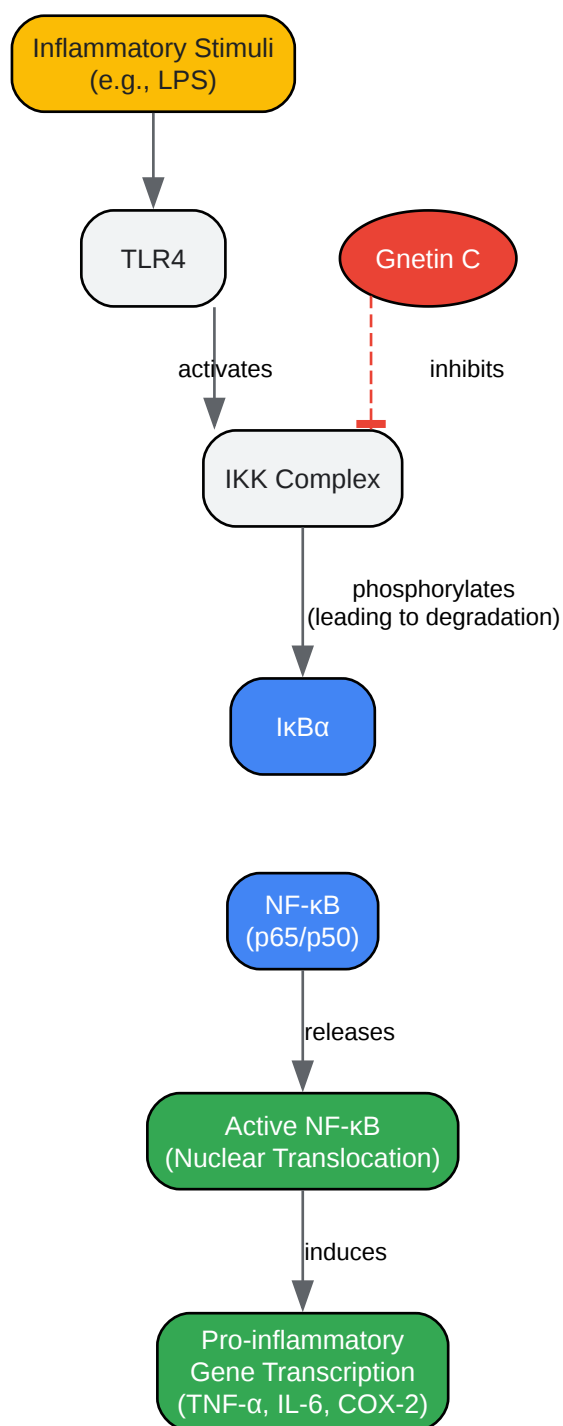 Inflammatory Stimuli
(e.g., LPS)
TLR4
Gnetin C
activates
inhibits
IKK Complex
phosphorylates
(leading to degradation)
IκBα
NF-κB
(p65/p50)
releases
Active NF-κB
(Nuclear Translocation)
induces
Pro-inflammatory
Gene Transcription
(TNF-α, IL-6, COX-2)